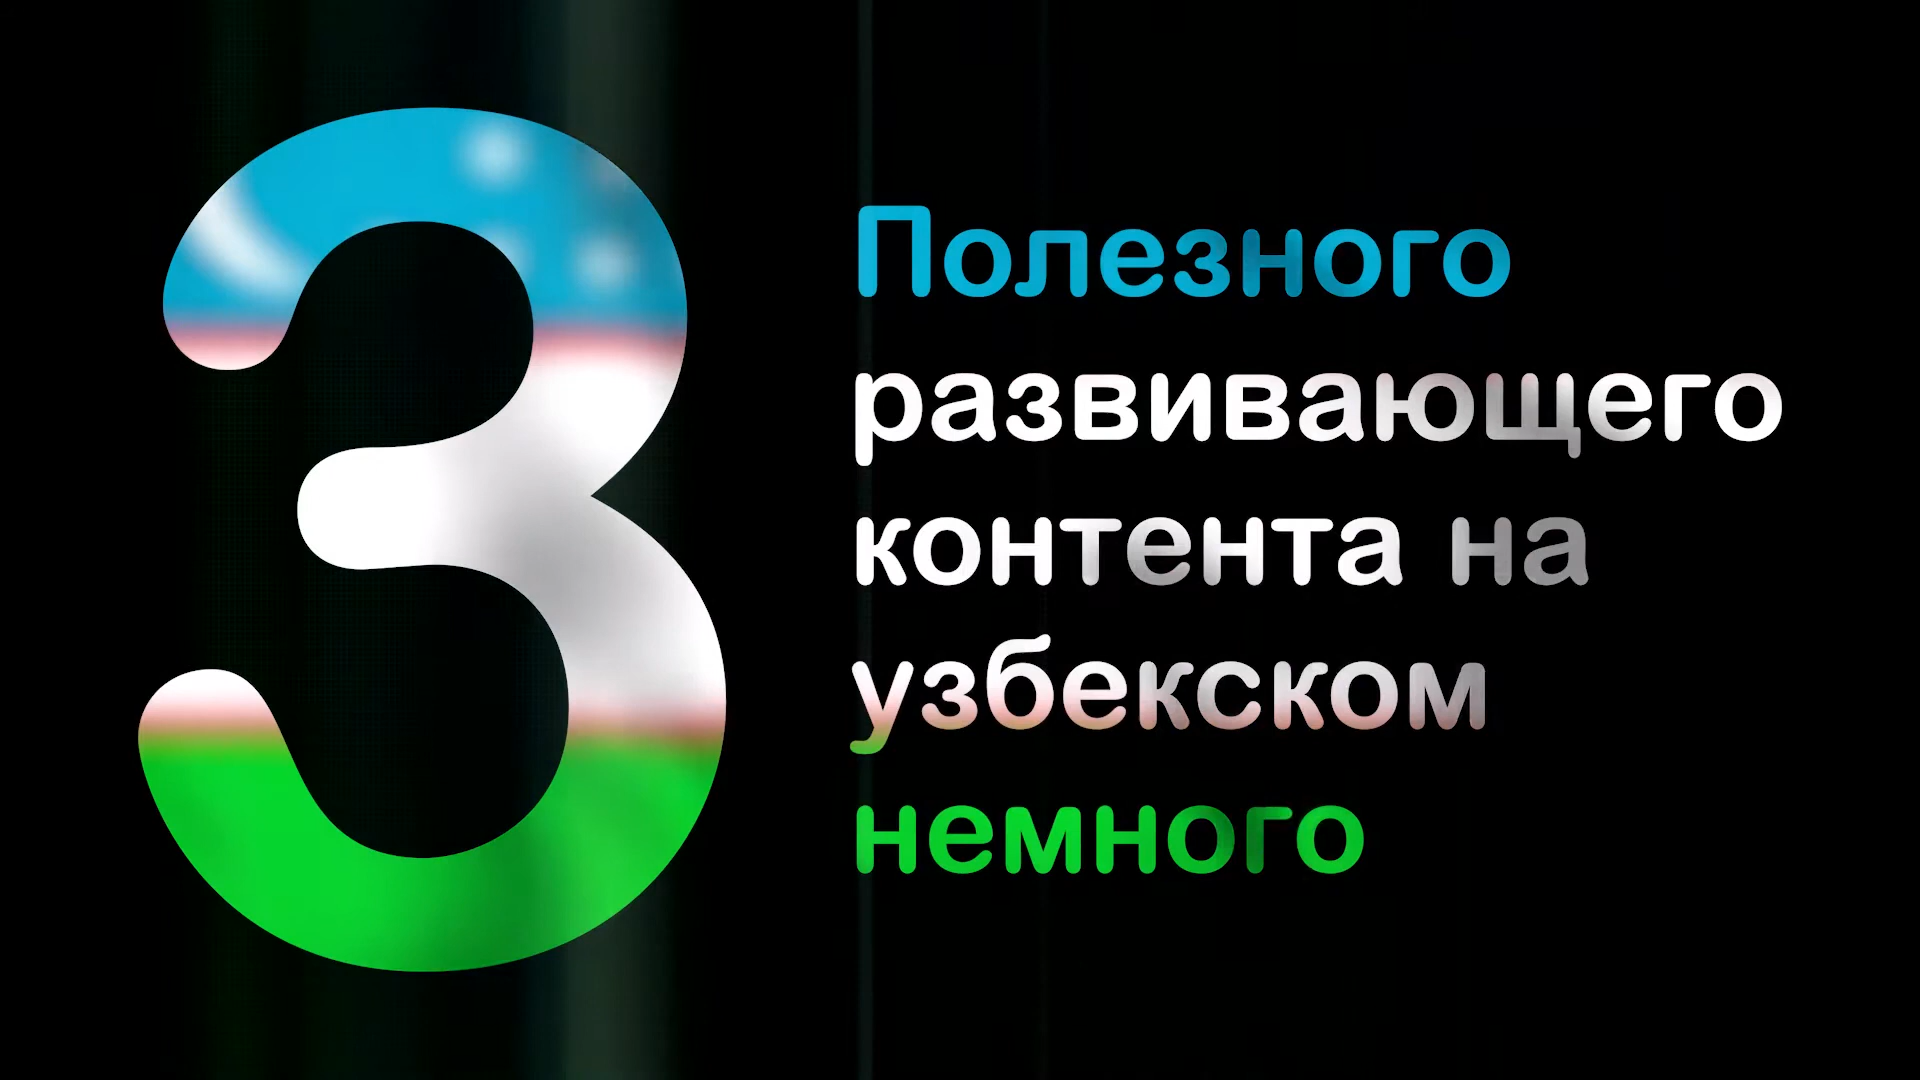 3
Полезного
развивающего
контента на
узбекском
немного